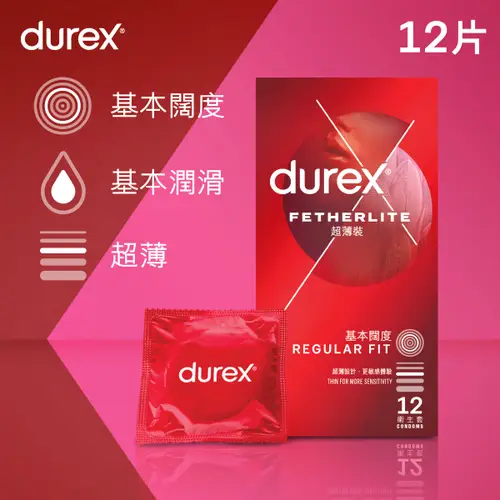 durex
12片
基本闊度
基本潤滑
超薄
durex
FETHERLITE
超薄裝
基本闊度
REGULAR FIT
超薄設計，更敏感體驗
THIN FOR MORE SENSITIVITY
12
衛生套
CONDOMS
durex